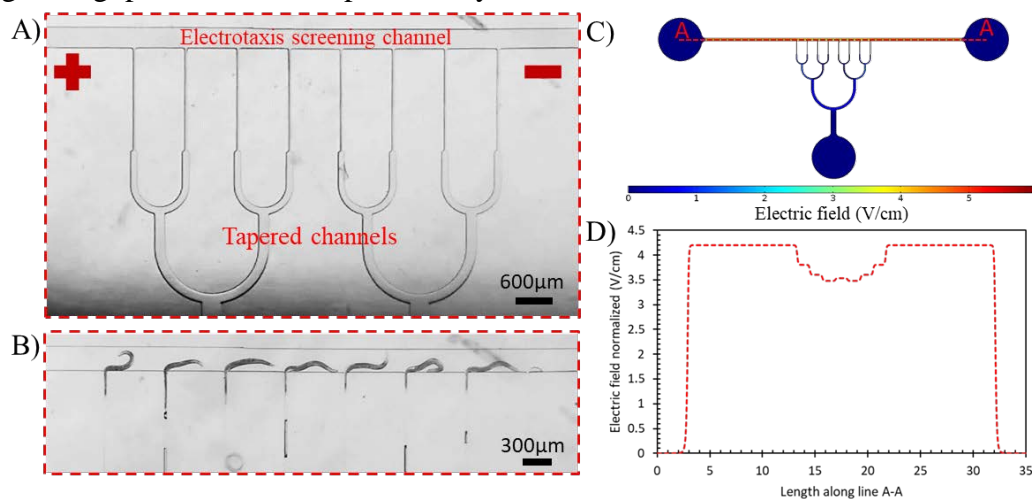 A)
Electrotaxis screening channel
Tapered channels
600μm
B)
300μm
C)
A
A
0 1 2 3 4 5
Electric field (V/cm)
D)
Electric field normalized (V/cm)
4.5
4
3.5
3
2.5
2
1.5
1
0.5
0
0 5 10 15 20 25 30 35
Length along line A-A